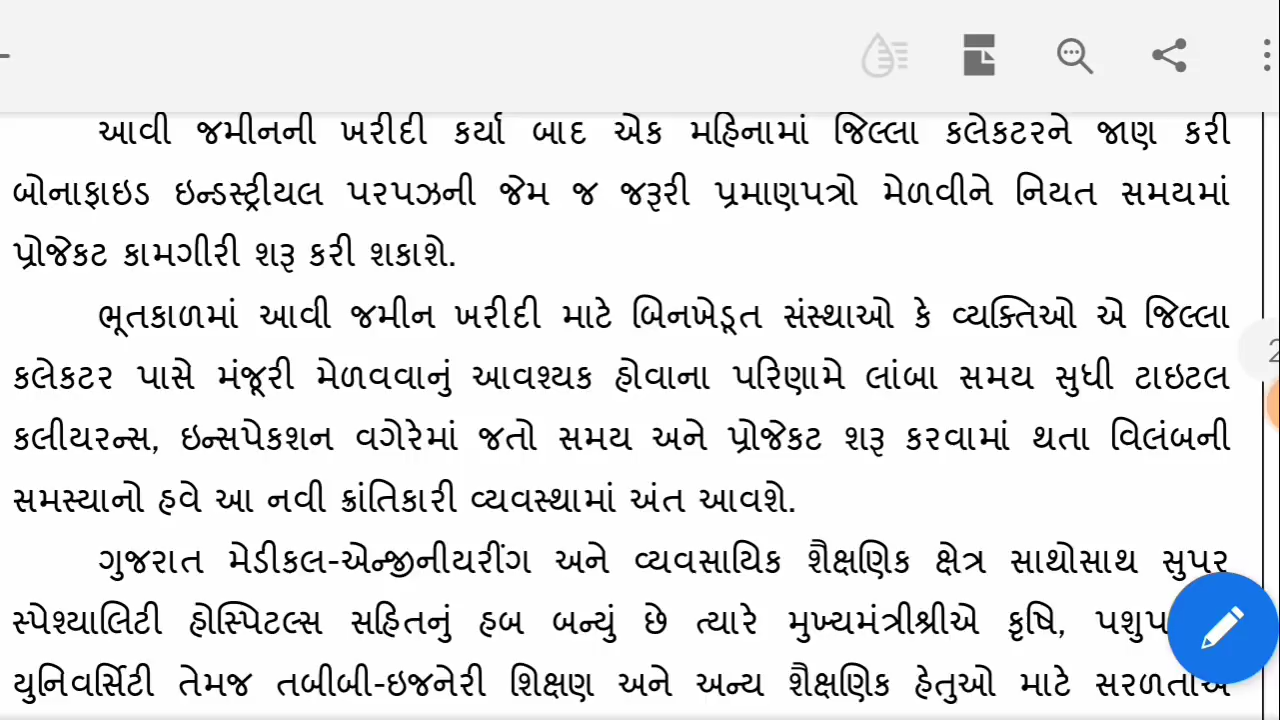 આવી જમીનની ખરીદી કર્યા બાદ એક મહિનામાં જિલ્લા કલેકટરને જાણ કરી
બોનાફાઇડ ઇન્ડસ્ટ્રીયલ પરપઝની જેમ જ જરૂરી પ્રમાણપત્રો મેળવીને નિયત સમયમાં
પ્રોજેકટ કામગીરી શરૂ કરી શકાશે.
ભૂતકાળમાં આવી જમીન ખરીદી માટે બિનખેડૂત સંસ્થાઓ કે વ્યક્તિઓ એ જિલ્લા
કલેકટર પાસે મંજૂરી મેળવવાનું આવશ્યક હોવાના પરિણામે લાંબા સમય સુધી ટાઇટલ
કલીયરન્સ, ઇન્સપેકશન વગેરેમાં જતો સમય અને પ્રોજેકટ શરૂ કરવામાં થતા વિલંબની
સમસ્યાનો હવે આ નવી ક્રાંતિકારી વ્યવસ્થામાં અંત આવશે.
ગુજરાત મેડીકલ-એન્જીનીયરીંગ અને વ્યવસાયિક શૈક્ષણિક ક્ષેત્ર સાથોસાથ સુપર
સ્પેશ્યાલિટી હોસ્પિટલ્સ સહિતનું હબ બન્યું છે ત્યારે મુખ્યમંત્રીશ્રીએ કૃષિ,
યુનિવર્સિટી તેમજ તબીબી-ઇજનેરી શિક્ષણ અને અન્ય શૈક્ષણિક હેતુઓ માટે સરળતાએ